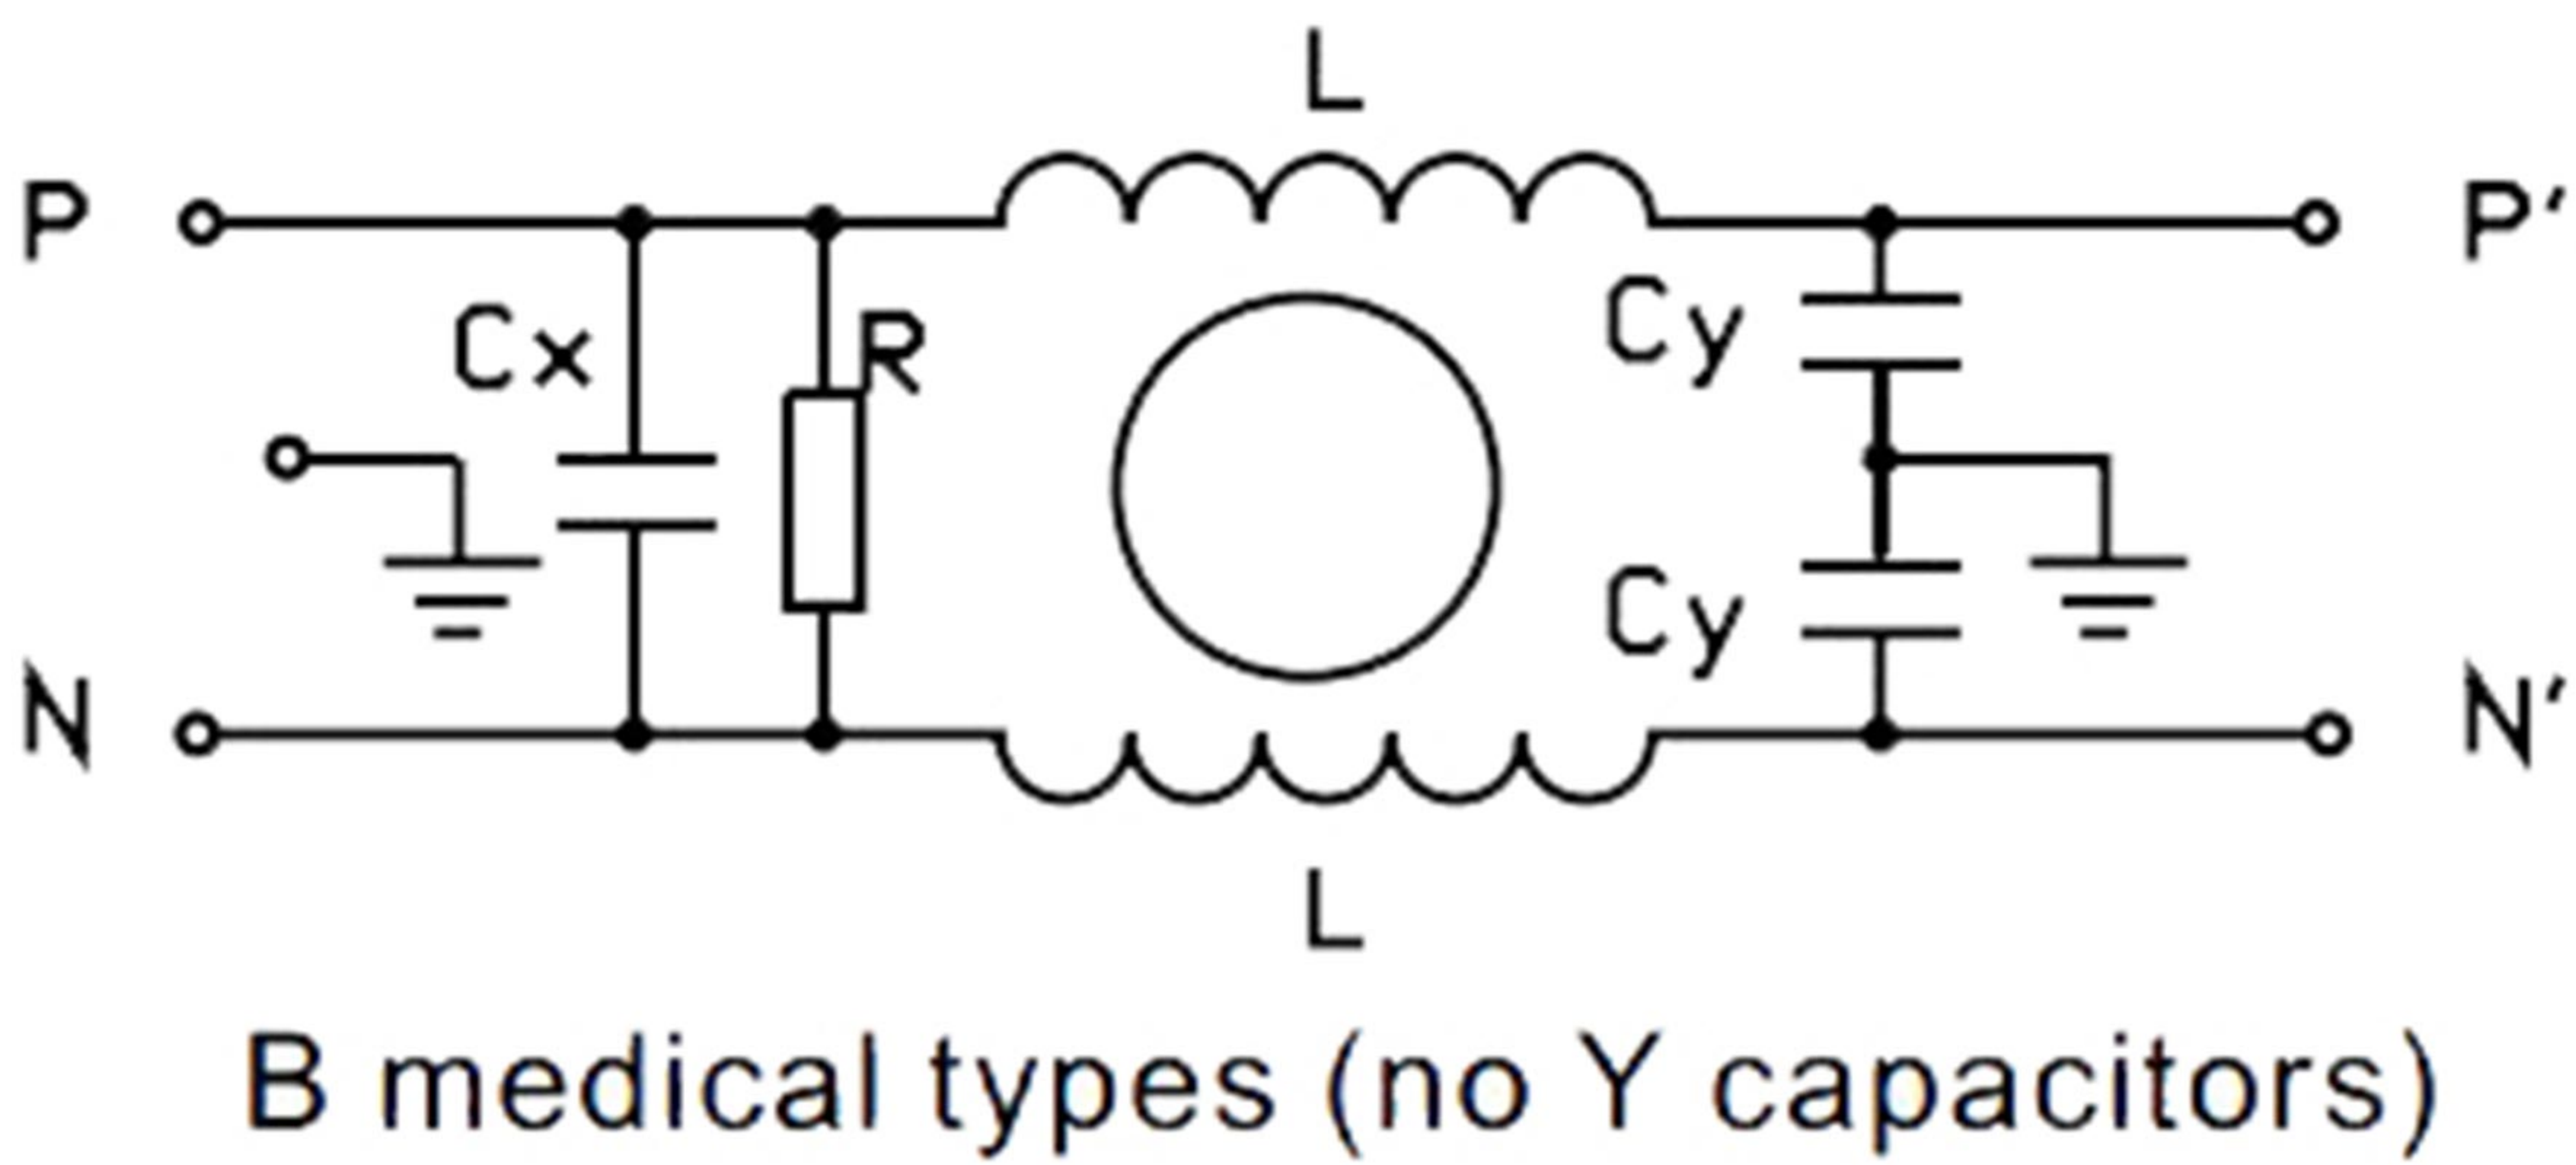 L
P
P′
Cx
R
Cy
Cy
N
N′
L
B medical types (no Y capacitors)